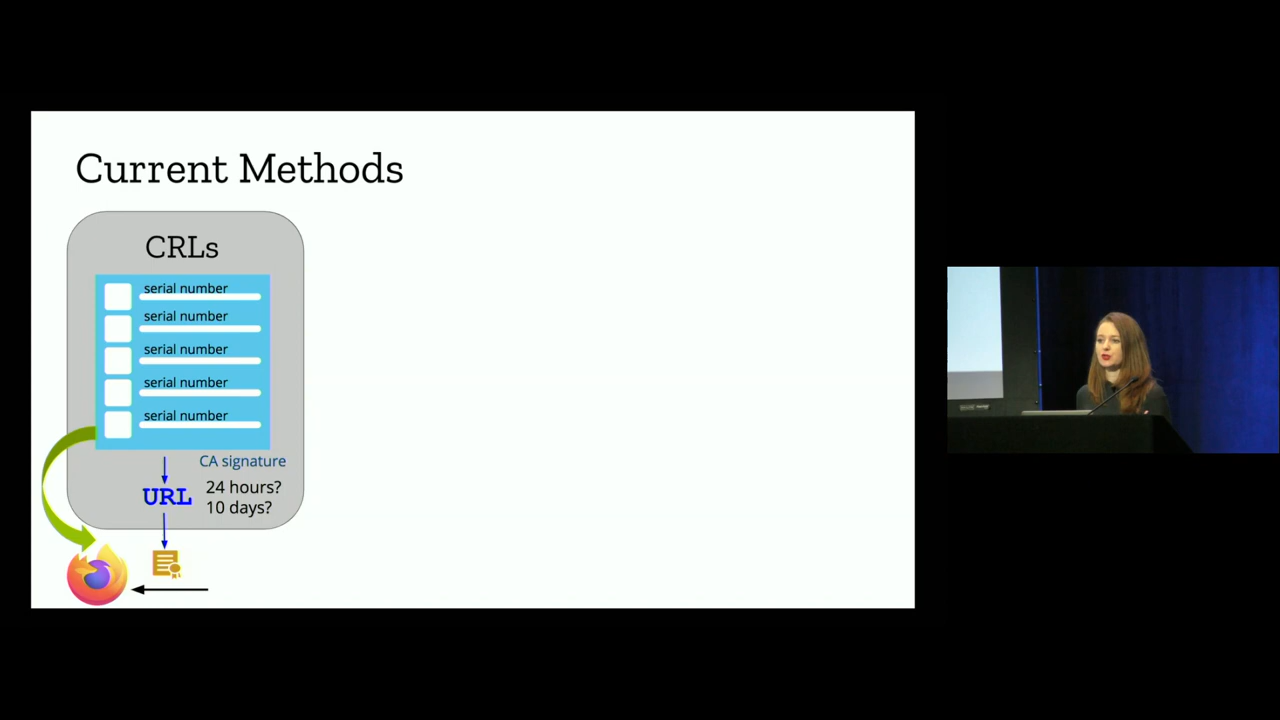 Current Methods
CRLs
serial number
serial number
serial number
serial number
serial number
CA signature
URL
24 hours?
10 days?